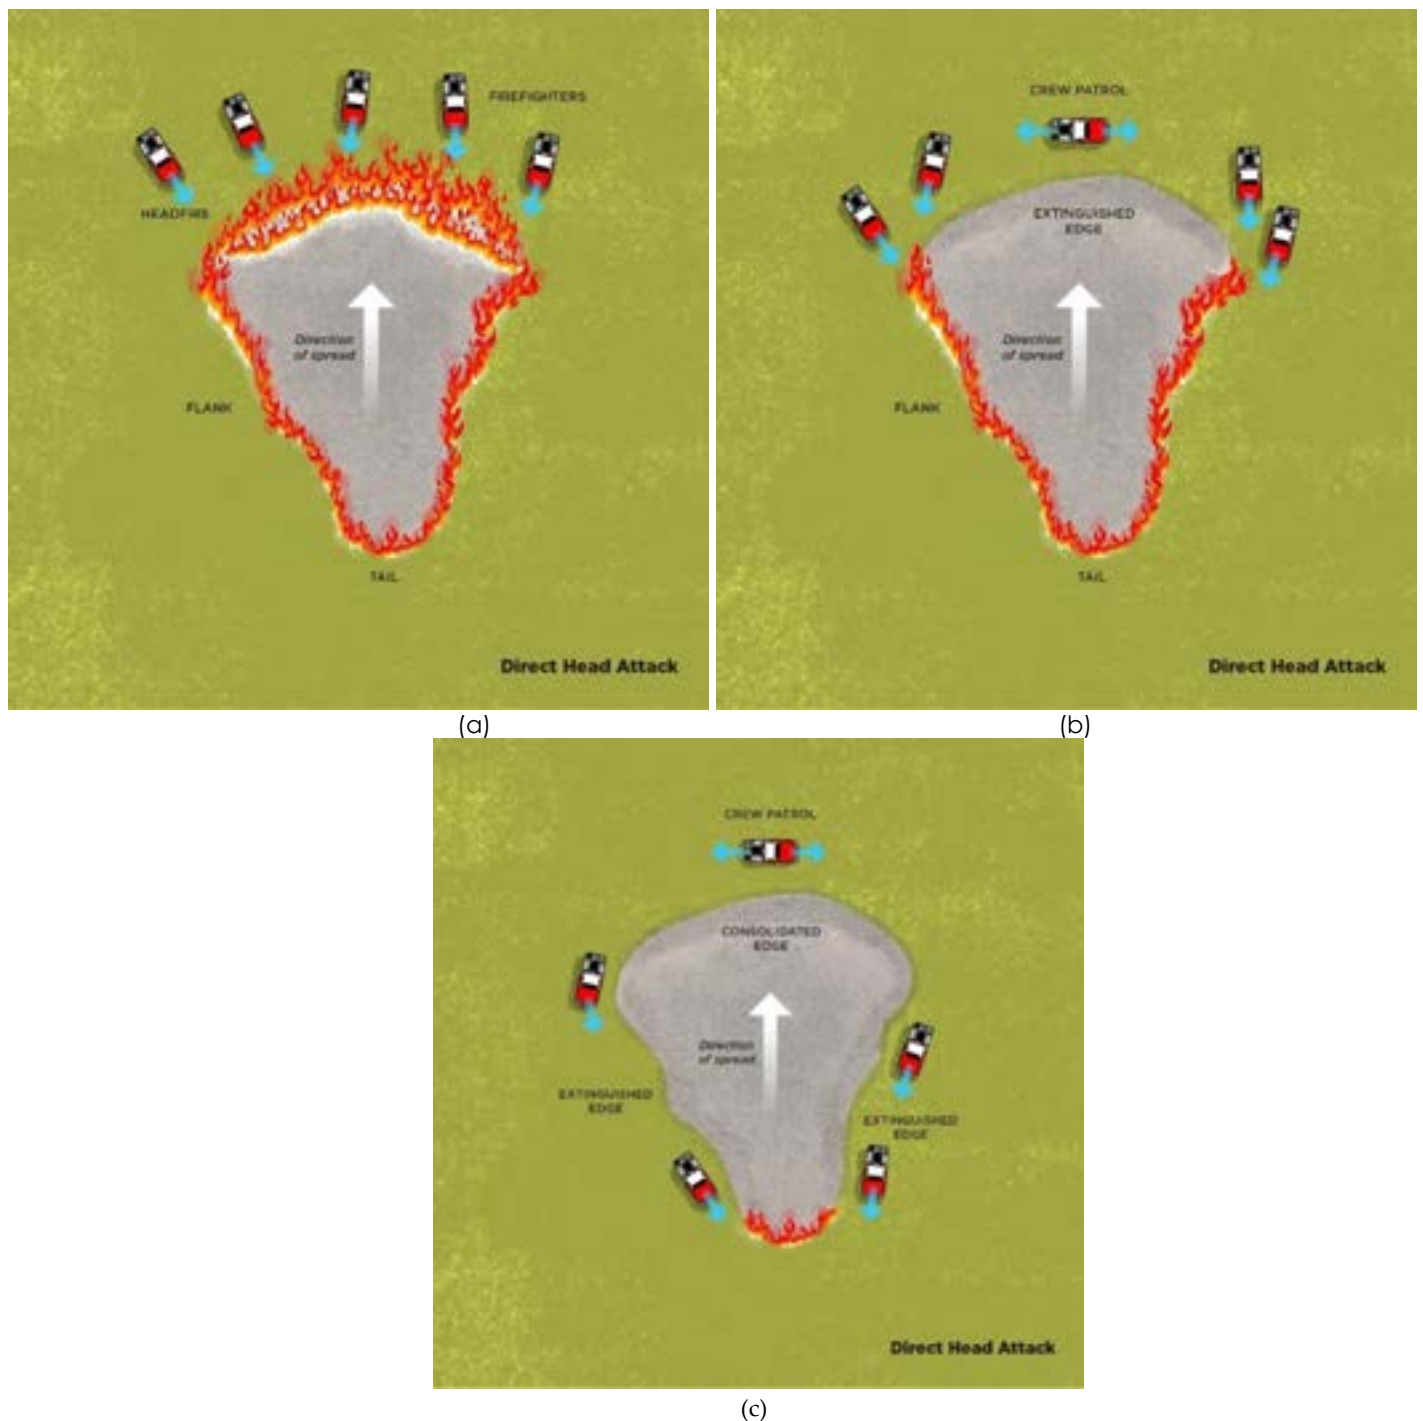 FIREFIGHTERS
HEADFIRE
Direction
of spread
FLANK
TAIL
Direct Head Attack
(a)
CREW PATROL
EXTINGUISHED
EDGE
Direction
of spread
FLANK
TAIL
Direct Head Attack
(b)
CREW PATROL
CONSOLIDATED
EDGE
Direction
of spread
EXTINGUISHED
EDGE
EXTINGUISHED
EDGE
Direct Head Attack
(c)